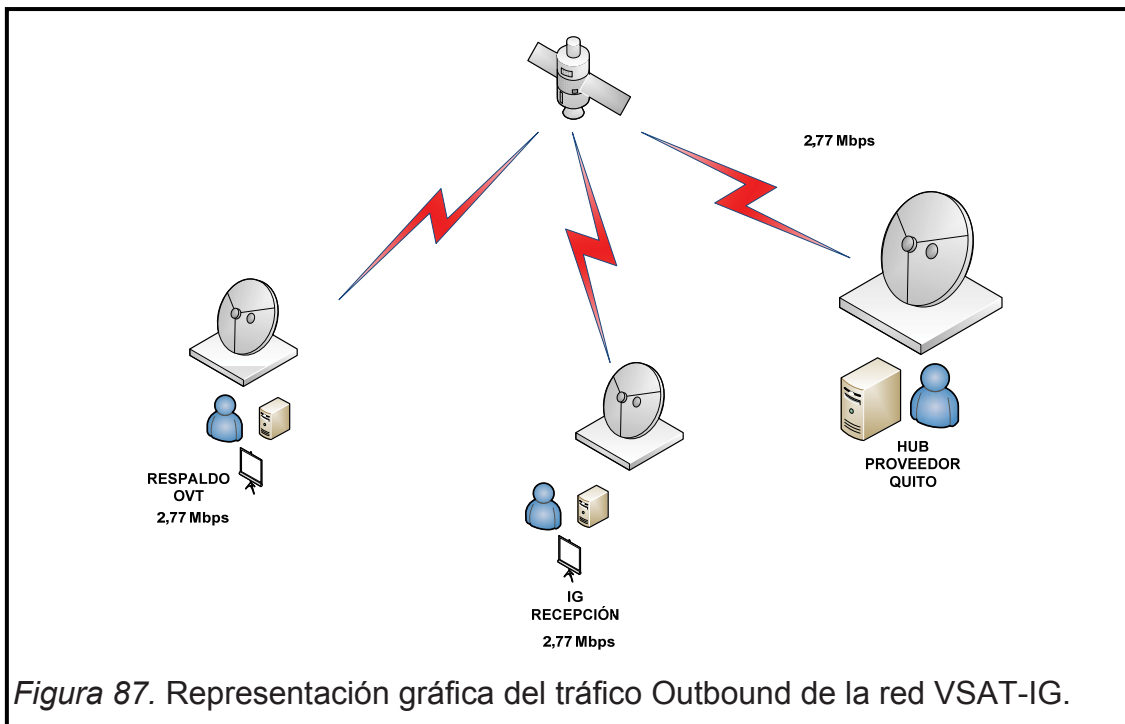 2,77 Mbps
HUB
PROVEEDOR
QUITO
RESPALDO
OVT
2,77 Mbps
IG
RECEPCIÓN
2,77 Mbps
Figura 87. Representación gráfica del tráfico Outbound de la red VSAT-IG.